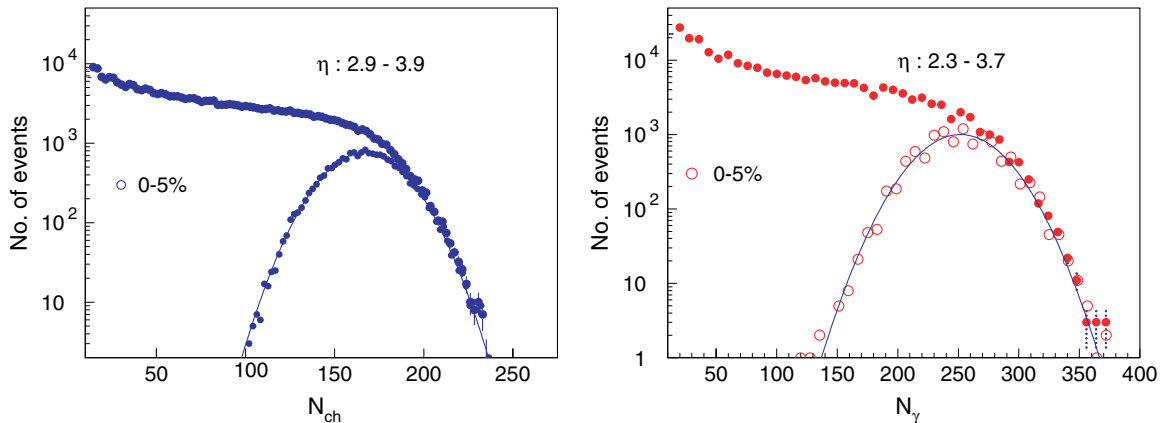 No. of events
10⁴
10³
10²
10
η : 2.9 - 3.9
0-5%
50 100 150 200 250
N_ch
No. of events
10⁴
10³
10²
10
1
η : 2.3 - 3.7
0-5%
50 100 150 200 250 300 350 400
N_γ